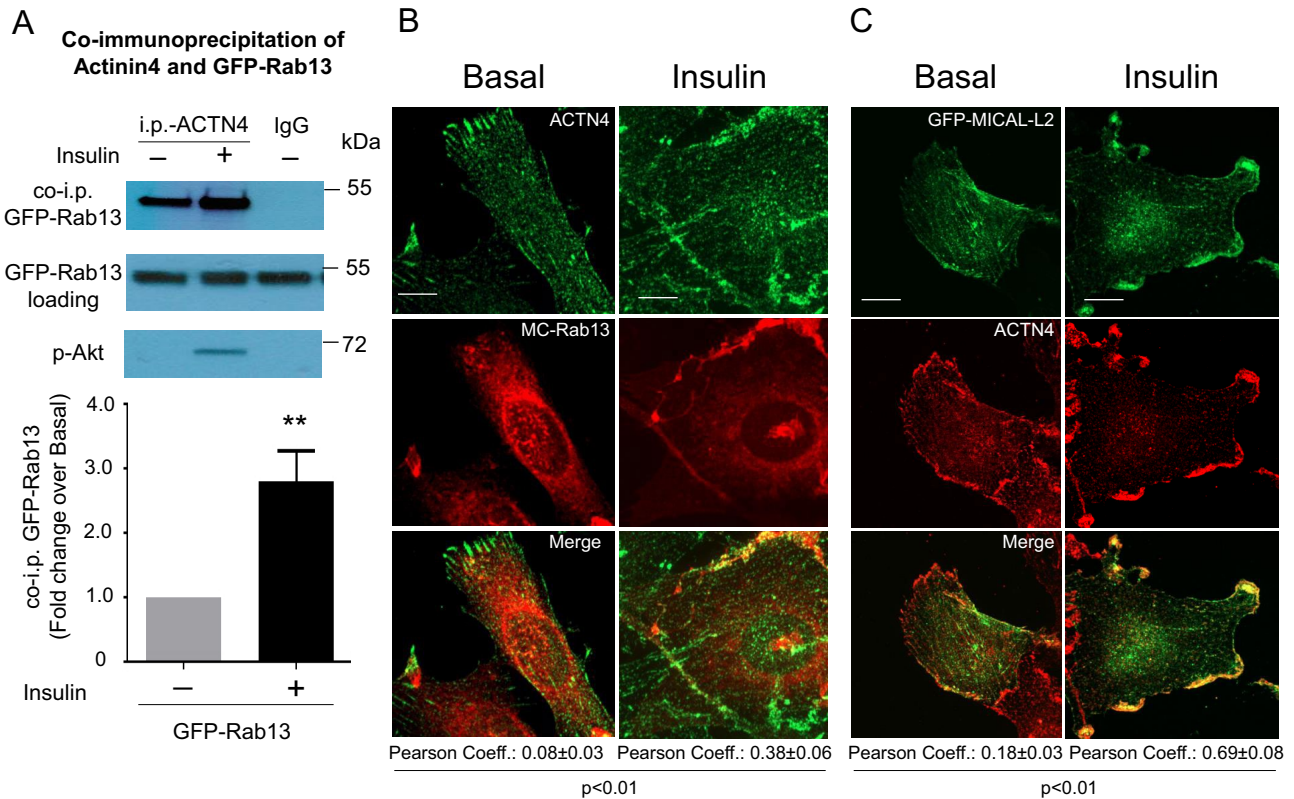 A
Co-immunoprecipitation of
Actinin4 and GFP-Rab13
i.p.-ACTN4
IgG
kDa
Insulin
–
+
–
co-i.p.
GFP-Rab13
55
GFP-Rab13
loading
55
p-Akt
72
co-i.p. GFP-Rab13
(Fold change over Basal)
4.0
3.0
2.0
1.0
0
**
Insulin
–
+
GFP-Rab13
B
Basal
Insulin
ACTN4
MC-Rab13
Merge
Pearson Coeff.: 0.08±0.03
Pearson Coeff.: 0.38±0.06
p<0.01
C
Basal
Insulin
GFP-MICAL-L2
ACTN4
Merge
Pearson Coeff.: 0.18±0.03
Pearson Coeff.: 0.69±0.08
p<0.01